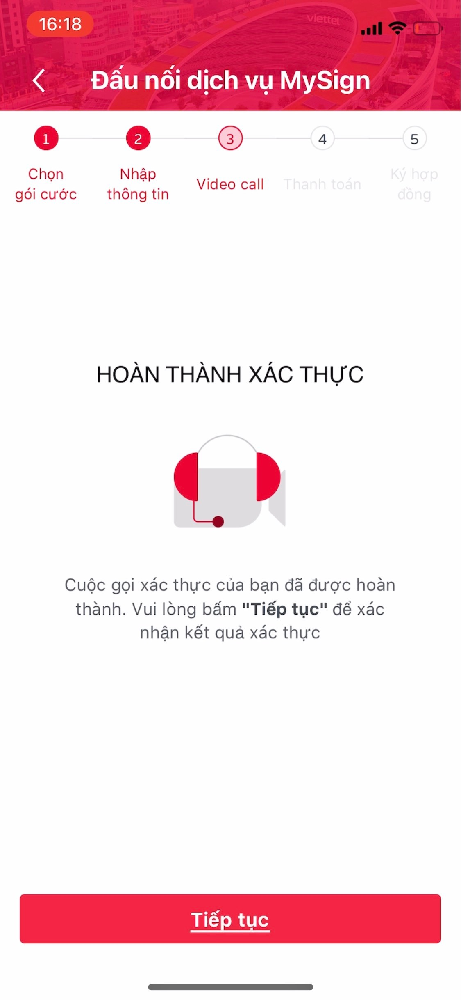 viettel
16:18
Đấu nối dịch vụ MySign
1 2 3 4 5
Chọn
gói cước
Nhập
thông tin
Video call
Thanh toán
Ký hợp
đồng
HOÀN THÀNH XÁC THỰC
Cuộc gọi xác thực của bạn đã được hoàn
thành. Vui lòng bấm "Tiếp tục" để xác
nhận kết quả xác thực
Tiếp tục